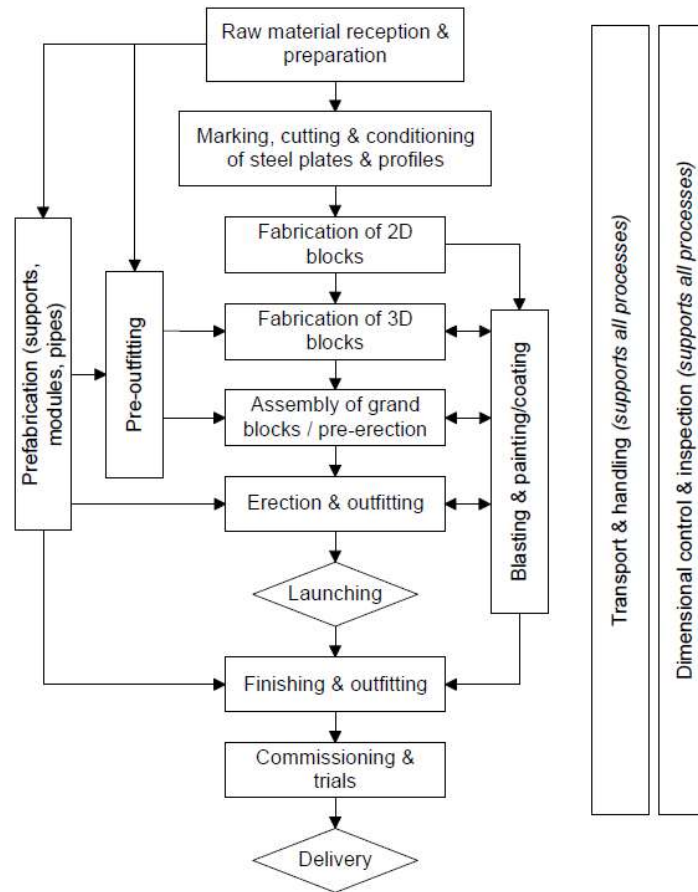 Raw material reception &
preparation
Marking, cutting & conditioning
of steel plates & profiles
Fabrication of 2D
blocks
Prefabrication (supports,
modules, pipes)
Pre-outfitting
Fabrication of 3D
blocks
Assembly of grand
blocks / pre-erection
Erection & outfitting
Blasting & painting/coating
Launching
Finishing & outfitting
Commissioning &
trials
Delivery
Transport & handling (supports all processes)
Dimensional control & inspection (supports all processes)